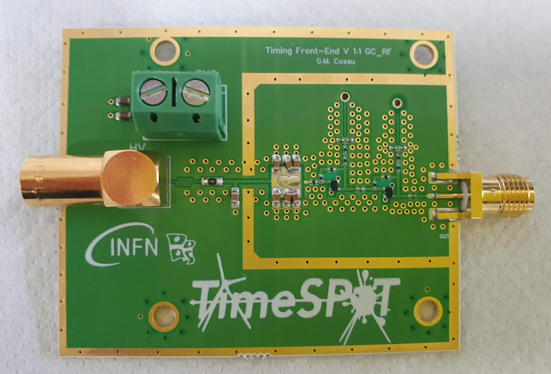 Timing Front-End V 1.1 GC_RF
G.M. Cossu
HV
INFN
OUT
TimeSPOT